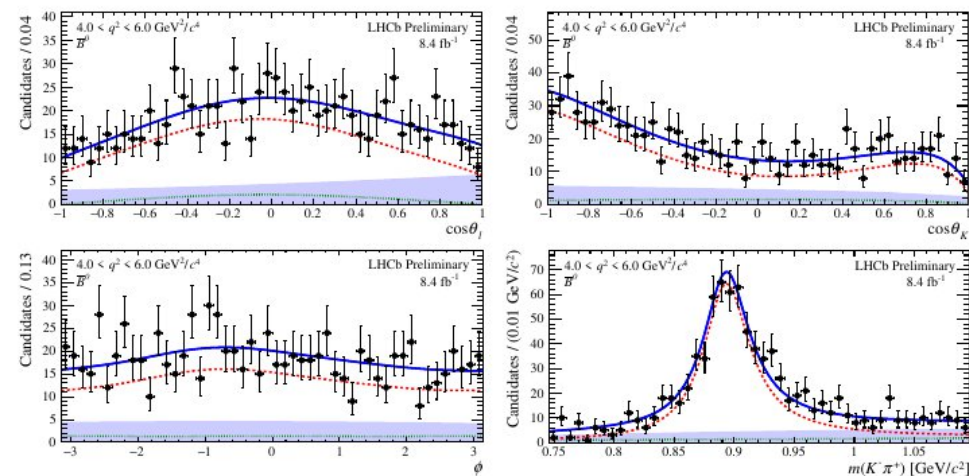 4.0 < q² < 6.0 GeV²/c⁴
B̅⁰
LHCb Preliminary
8.4 fb⁻¹
Candidates / 0.04
35
30
25
20
15
10
5
0
-1 -0.8 -0.6 -0.4 -0.2 0 0.2 0.4 0.6 0.8 1
cosθ_l
4.0 < q² < 6.0 GeV²/c⁴
B̅⁰
LHCb Preliminary
8.4 fb⁻¹
Candidates / 0.04
50
40
30
20
10
0
-1 -0.8 -0.6 -0.4 -0.2 0 0.2 0.4 0.6 0.8 1
cosθ_K
4.0 < q² < 6.0 GeV²/c⁴
B̅⁰
LHCb Preliminary
8.4 fb⁻¹
Candidates / 0.13
40
35
30
25
20
15
10
5
0
-3 -2 -1 0 1 2 3
ϕ
4.0 < q² < 6.0 GeV²/c⁴
B̅⁰
LHCb Preliminary
8.4 fb⁻¹
Candidates / (0.01 GeV/c²)
70
60
50
40
30
20
10
0
0.75 0.8 0.85 0.9 0.95 1 1.05
m(K⁻π⁺) [GeV/c²]